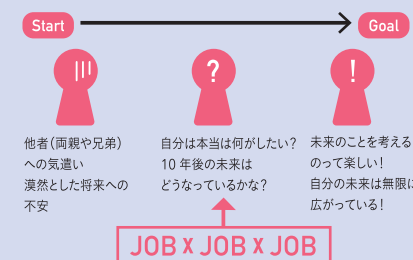 Start
Goal
|||
?
!
他者(両親や兄弟)
への気遣い
漠然とした将来への
不安
自分は本当は何がしたい?
10年後の未来は
どうなっているかな?
未来のことを考える
のって楽しい!
自分の未来は無限に
広がっている!
JOB X JOB X JOB